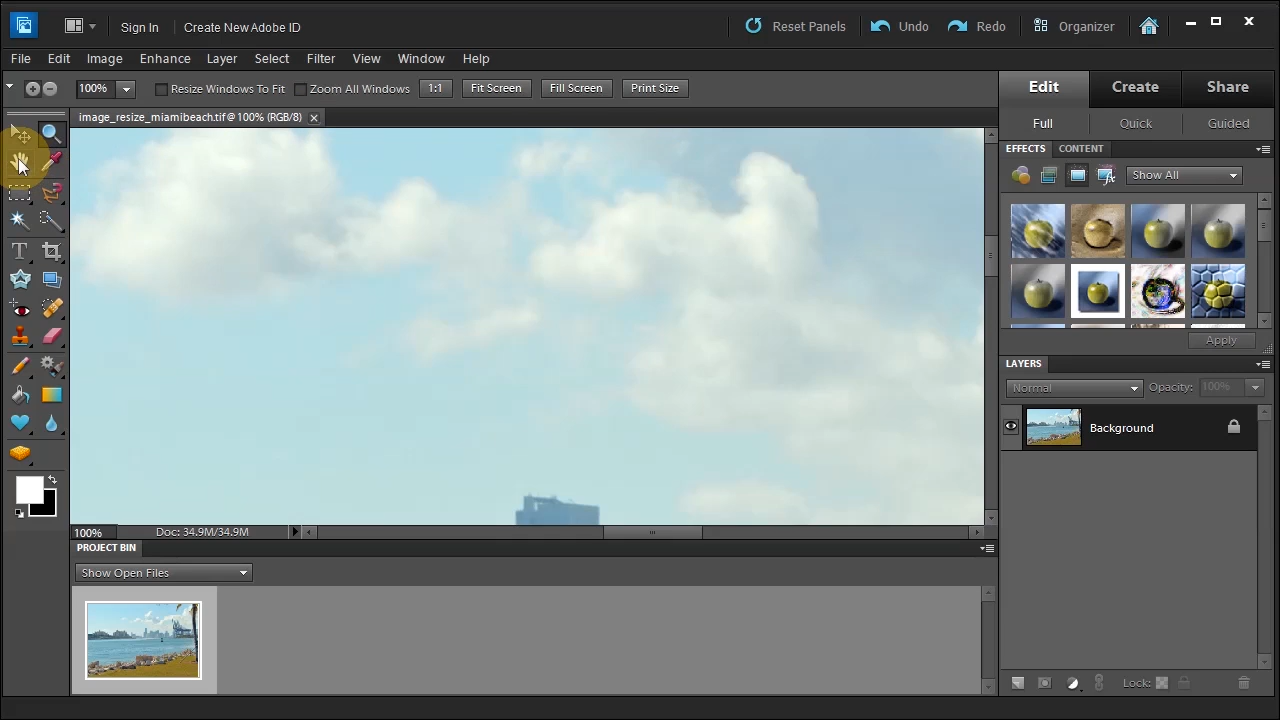 Sign In
Create New Adobe ID
Reset Panels
Undo
Redo
Organizer
File Edit Image Enhance Layer Select Filter View Window Help
100%
Resize Windows To Fit
Zoom All Windows
1:1
Fit Screen
Fill Screen
Print Size
Edit
Create
Share
Full
Quick
Guided
image_resize_miamibeach.tif @ 100% (RGB/8)
EFFECTS
CONTENT
Show All
T
Apply
LAYERS
Normal
Opacity: 100%
Background
100%
Doc: 34.9M/34.9M
PROJECT BIN
Show Open Files
Lock: